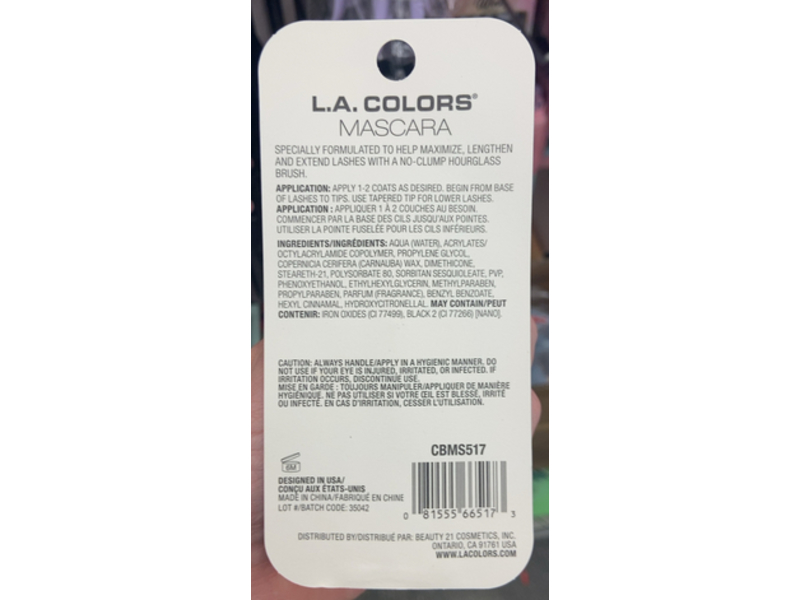 L.A. COLORS®
MASCARA
SPECIALLY FORMULATED TO HELP MAXIMIZE, LENGTHEN
AND EXTEND LASHES WITH A NO-CLUMP HOURGLASS
BRUSH.
APPLICATION: APPLY 1-2 COATS AS DESIRED. BEGIN FROM BASE
OF LASHES TO TIPS. USE TAPERED TIP FOR LOWER LASHES.
APPLICATION : APPLIQUER 1 À 2 COUCHES AU BESOIN.
COMMENCER PAR LA BASE DES CILS JUSQU'AUX POINTES.
UTILISER LA POINTE FUSELÉE POUR LES CILS INFÉRIEURS.
INGREDIENTS/INGRÉDIENTS: AQUA (WATER), ACRYLATES/
OCTYLACRYLAMIDE COPOLYMER, PROPYLENE GLYCOL,
COPERNICIA CERIFERA (CARNAUBA) WAX, DIMETHICONE,
STEARETH-21, POLYSORBATE 80, SORBITAN SESQUIOLEATE, PVP,
PHENOXYETHANOL, ETHYLHEXYLGLYCERIN, METHYLPARABEN,
PROPYLPARABEN, PARFUM (FRAGRANCE), BENZYL BENZOATE,
HEXYL CINNAMAL, HYDROXYCITRONELLAL. MAY CONTAIN/PEUT
CONTENIR: IRON OXIDES (CI 77499), BLACK 2 (CI 77266) [NANO].
CAUTION: ALWAYS HANDLE/APPLY IN A HYGIENIC MANNER. DO
NOT USE IF YOUR EYE IS INJURED, IRRITATED, OR INFECTED. IF
IRRITATION OCCURS, DISCONTINUE USE.
MISE EN GARDE : TOUJOURS MANIPULER/APPLIQUER DE MANIÈRE
HYGIÉNIQUE. NE PAS UTILISER SI VOTRE ŒIL EST BLESSÉ, IRRITÉ
OU INFECTÉ. EN CAS D'IRRITATION, CESSER L'UTILISATION.
CBMS517
6M
DESIGNED IN USA/
CONÇU AUX ÉTATS-UNIS
MADE IN CHINA/FABRIQUÉ EN CHINE
LOT #/BATCH CODE: 35042
0 81555 66517 3
DISTRIBUTED BY/DISTRIBUÉ PAR: BEAUTY 21 COSMETICS, INC.
ONTARIO, CA 91761 USA
WWW.LACOLORS.COM